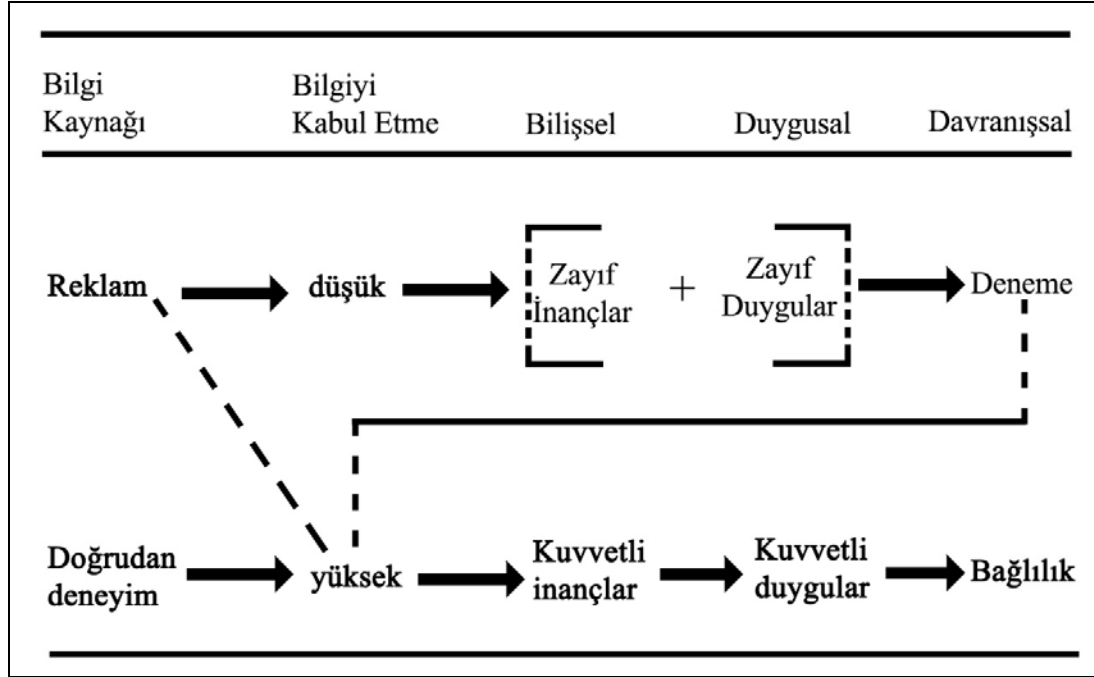 Bilgi
Kaynağı
Bilgiyi
Kabul Etme
Bilişsel
Duygusal
Davranışsal
Reklam
düşük
Zayıf
İnançlar
+
Zayıf
Duygular
Deneme
Doğrudan
deneyim
yüksek
Kuvvetli
inançlar
Kuvvetli
duygular
Bağlılık